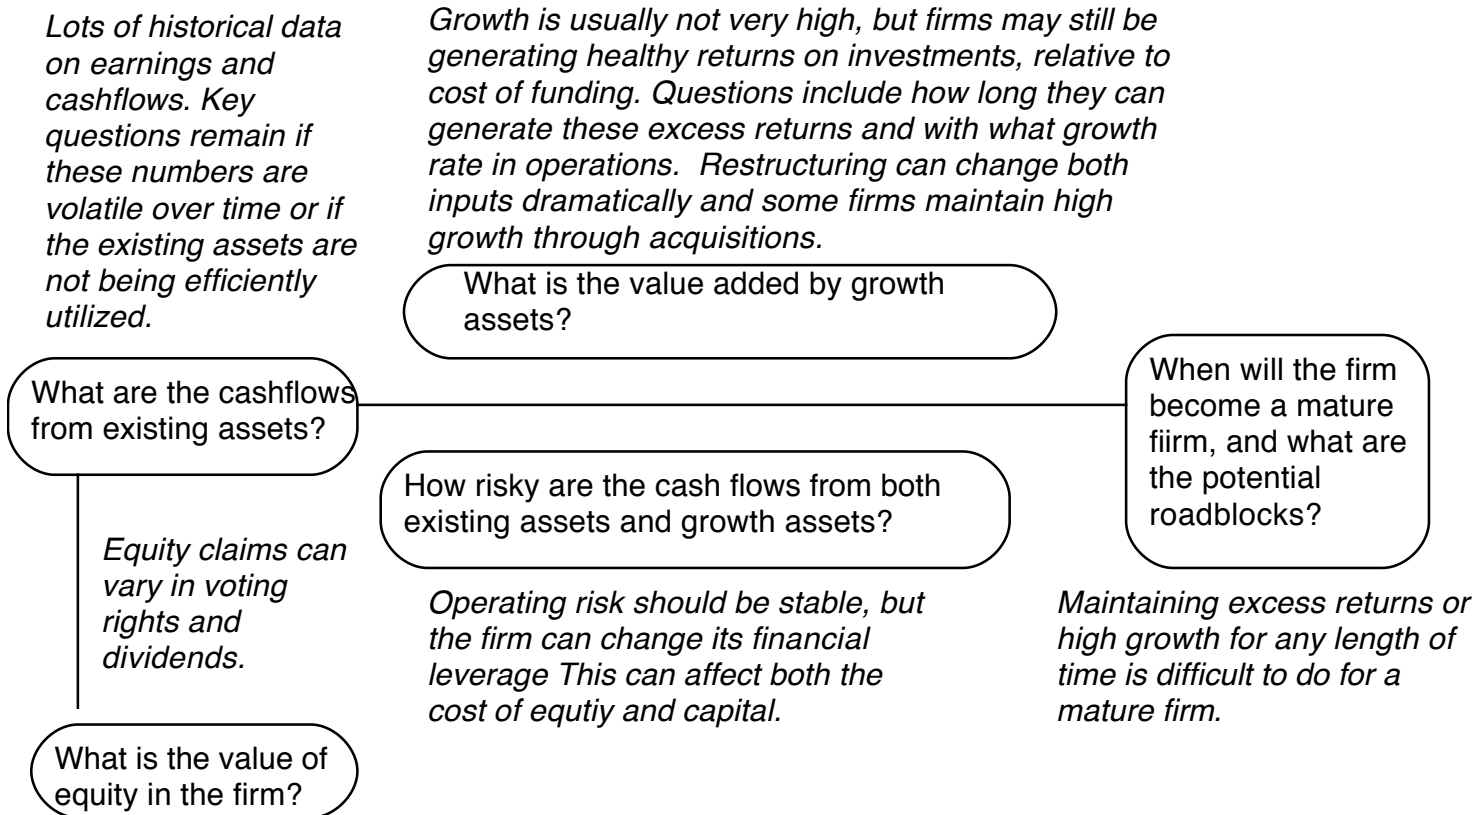 Lots of historical data
on earnings and
cashflows. Key
questions remain if
these numbers are
volatile over time or if
the existing assets are
not being efficiently
utilized.
Growth is usually not very high, but firms may still be
generating healthy returns on investments, relative to
cost of funding. Questions include how long they can
generate these excess returns and with what growth
rate in operations.  Restructuring can change both
inputs dramatically and some firms maintain high
growth through acquisitions.
What is the value added by growth
assets?
What are the cashflows
from existing assets?
When will the firm
become a mature
fiirm, and what are
the potential
roadblocks?
How risky are the cash flows from both
existing assets and growth assets?
Equity claims can
vary in voting
rights and
dividends.
Operating risk should be stable, but
the firm can change its financial
leverage This can affect both the
cost of equtiy and capital.
Maintaining excess returns or
high growth for any length of
time is difficult to do for a
mature firm.
What is the value of
equity in the firm?